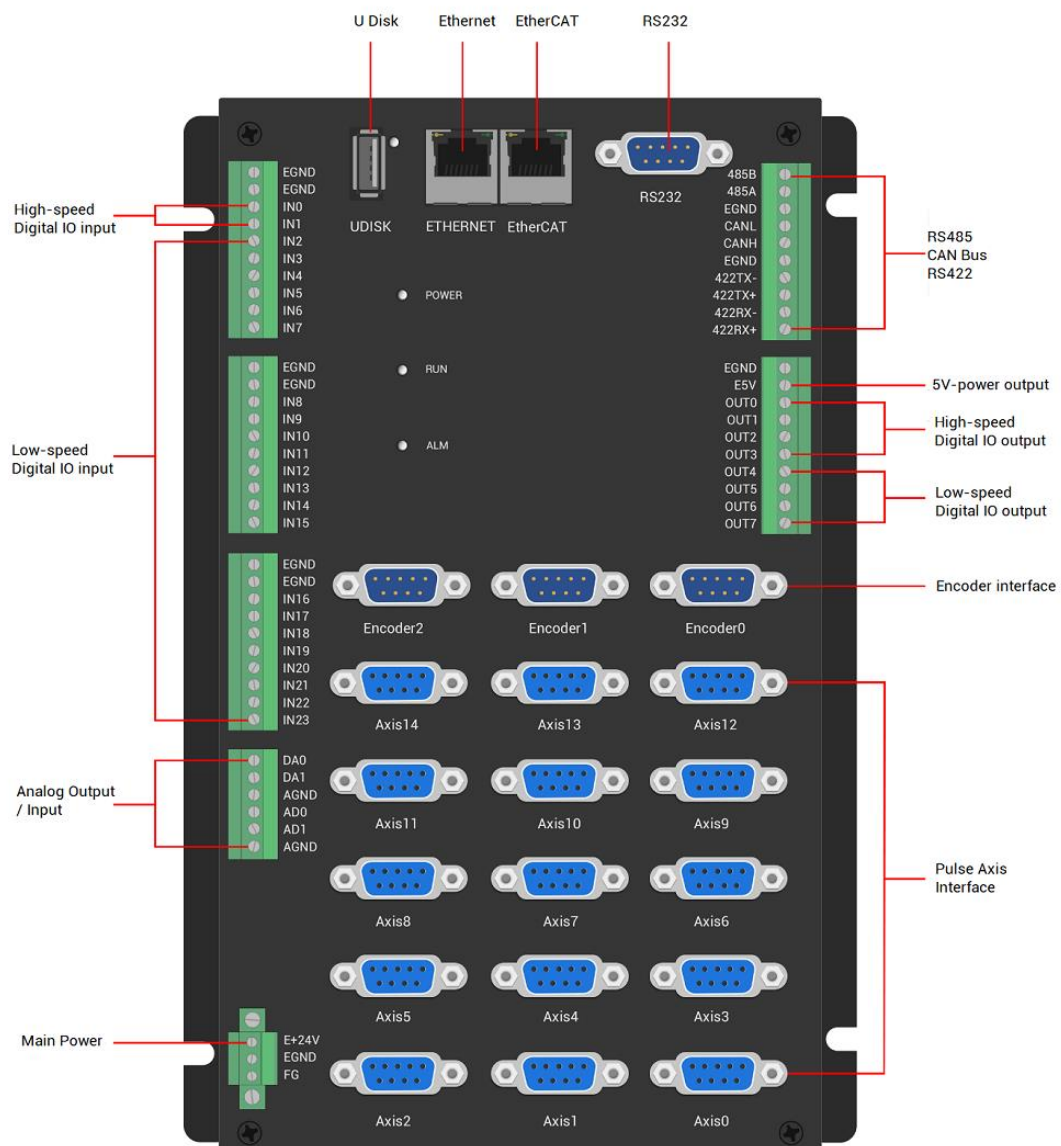 U Disk
Ethernet
EtherCAT
RS232
High-speed
Digital IO input
Low-speed
Digital IO input
Analog Output
/ Input
Main Power
EGND
EGND
IN0
IN1
IN2
IN3
IN4
IN5
IN6
IN7
EGND
EGND
IN8
IN9
IN10
IN11
IN12
IN13
IN14
IN15
EGND
EGND
IN16
IN17
IN18
IN19
IN20
IN21
IN22
IN23
DA0
DA1
AGND
AD0
AD1
AGND
E+24V
EGND
FG
UDISK
ETHERNET
EtherCAT
RS232
POWER
RUN
ALM
485B
485A
EGND
CANL
CANH
EGND
422TX-
422TX+
422RX-
422RX+
EGND
E5V
OUT0
OUT1
OUT2
OUT3
OUT4
OUT5
OUT6
OUT7
RS485
CAN Bus
RS422
5V-power output
High-speed
Digital IO output
Low-speed
Digital IO output
Encoder interface
Pulse Axis
Interface
Encoder2
Encoder1
Encoder0
Axis14
Axis13
Axis12
Axis11
Axis10
Axis9
Axis8
Axis7
Axis6
Axis5
Axis4
Axis3
Axis2
Axis1
Axis0